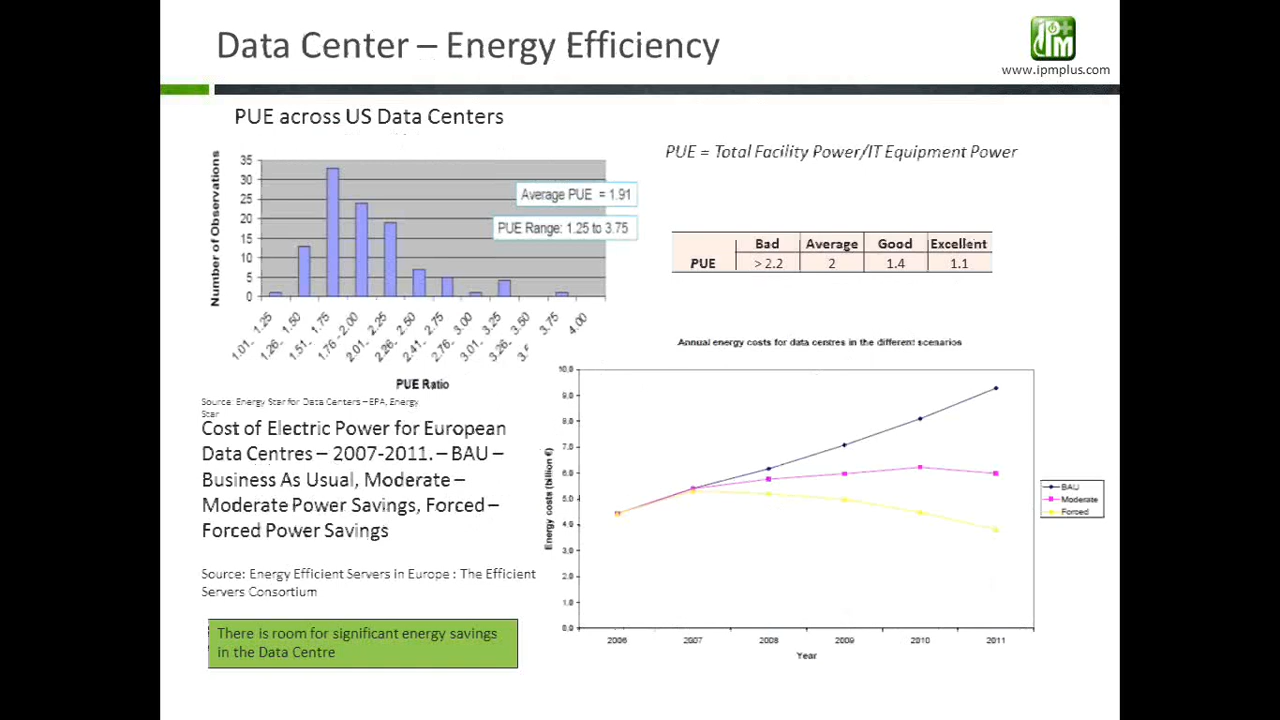 Data Center – Energy Efficiency
www.ipmplus.com
PUE across US Data Centers
Number of Observations
35
30
25
20
15
10
5
0
Average PUE = 1.91
PUE Range: 1.25 to 3.75
1.01, 1.25
1.26, 1.50
1.51, 1.75
1.76 - 2.00
2.01, 2.25
2.26, 2.50
2.41, 2.75
2.76, 3.00
3.01, 3.25
3.26, 3.50
3.75
4.00
PUE Ratio
Source: Energy Star for Data Centers – EPA, Energy
Star
PUE = Total Facility Power/IT Equipment Power
Bad Average Good Excellent
PUE > 2.2 2 1.4 1.1
Cost of Electric Power for European
Data Centres – 2007-2011. – BAU –
Business As Usual, Moderate –
Moderate Power Savings, Forced –
Forced Power Savings
Source: Energy Efficient Servers in Europe : The Efficient
Servers Consortium
There is room for significant energy savings
in the Data Centre
Annual energy costs for data centres in the different scenarios
Energy costs (billion €)
10,0
9,0
8,0
7,0
6,0
5,0
4,0
3,0
2,0
1,0
0,0
2006 2007 2008 2009 2010 2011
Year
BAU
Moderate
Forced